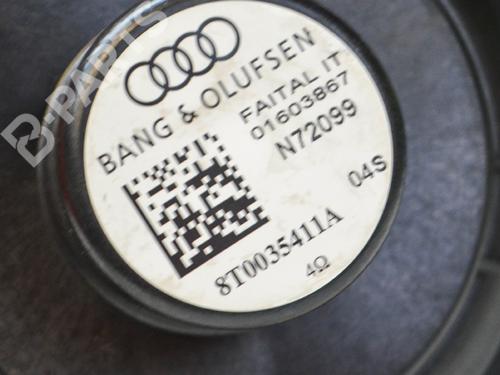 B-PARTS
BANG & OLUFSEN
FAITAL IT
01603867
N72099
04S
8T0035411A
4Ω